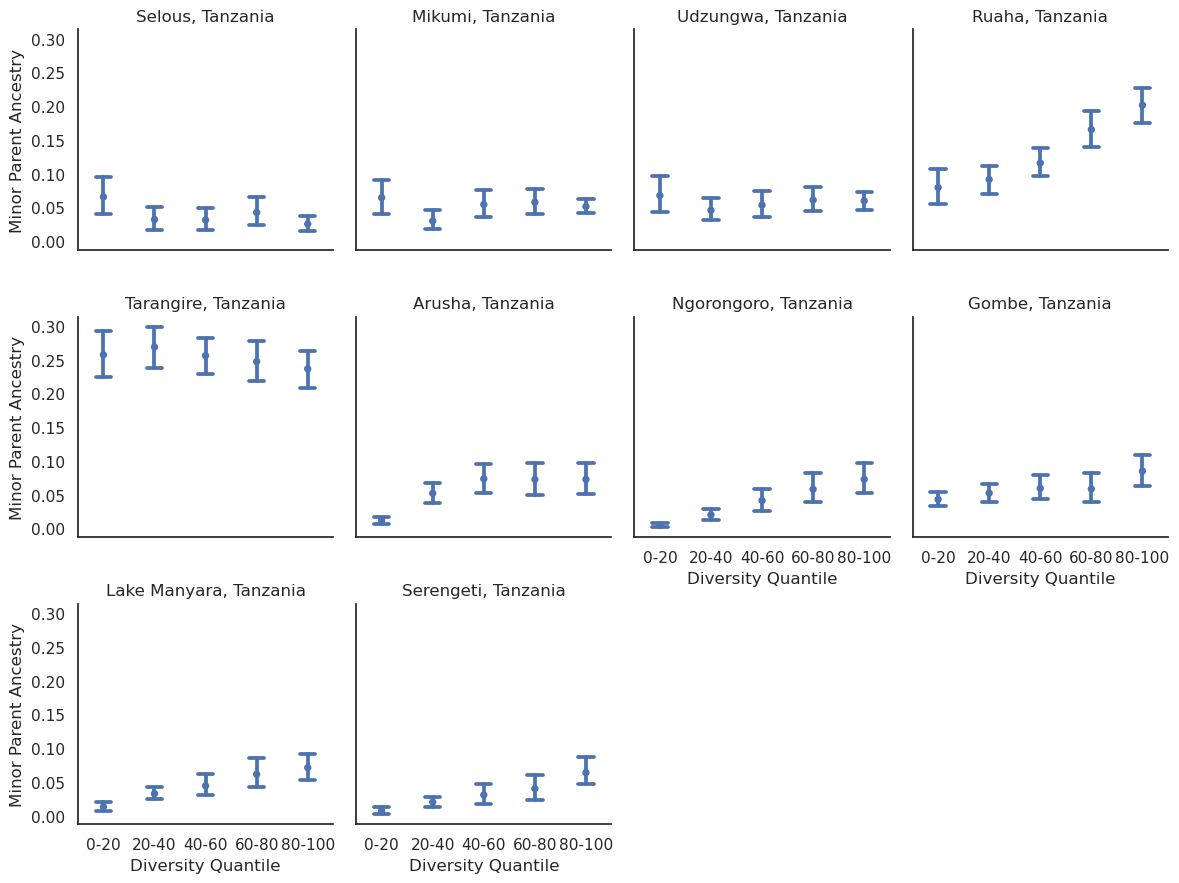 Selous, Tanzania
Mikumi, Tanzania
Udzungwa, Tanzania
Ruaha, Tanzania
Minor Parent Ancestry
0.30
0.25
0.20
0.15
0.10
0.05
0.00
Tarangire, Tanzania
Arusha, Tanzania
Ngorongoro, Tanzania
Gombe, Tanzania
Minor Parent Ancestry
0.30
0.25
0.20
0.15
0.10
0.05
0.00
0-20 20-40 40-60 60-80 80-100
Diversity Quantile
0-20 20-40 40-60 60-80 80-100
Diversity Quantile
Lake Manyara, Tanzania
Serengeti, Tanzania
Minor Parent Ancestry
0.30
0.25
0.20
0.15
0.10
0.05
0.00
0-20 20-40 40-60 60-80 80-100
Diversity Quantile
0-20 20-40 40-60 60-80 80-100
Diversity Quantile